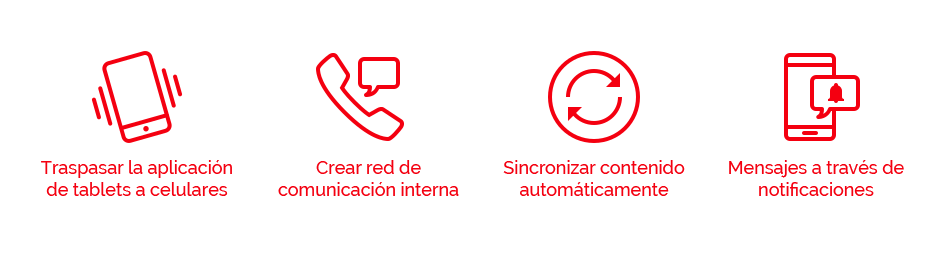 Traspasar la aplicación
de tablets a celulares
Crear red de
comunicación interna
Sincronizar contenido
automáticamente
Mensajes a través de
notificaciones